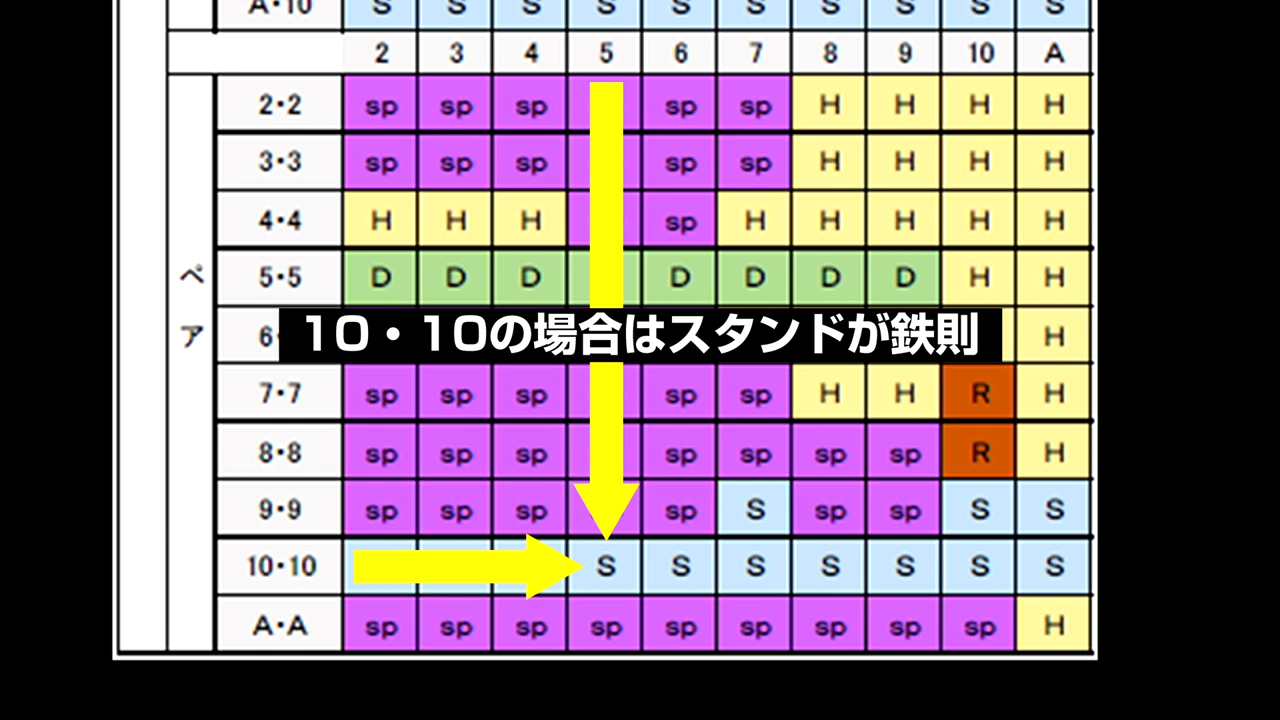 A・10 S S S S S S S S S S
2 3 4 5 6 7 8 9 10 A
2・2 sp sp sp sp sp H H H H
3・3 sp sp sp sp sp H H H H
4・4 H H H sp H H H H H
5・5 D D D D D D D H H
ペア
6・ H
10・10の場合はスタンドが鉄則
7・7 sp sp sp sp sp H H R H
8・8 sp sp sp sp sp sp sp R H
9・9 sp sp sp sp S sp sp S S
10・10 S S S S S S S
A・A sp sp sp sp sp sp sp sp sp H